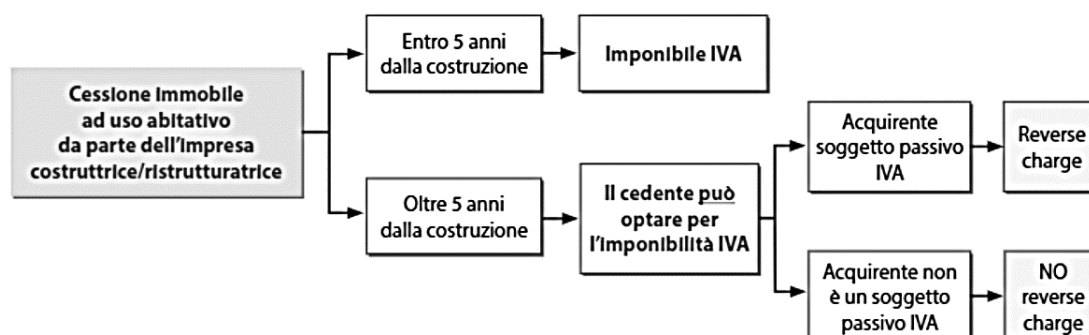 Cessione immobile
ad uso abitativo
da parte dell'impresa
costruttrice/ristrutturatrice
Entro 5 anni
dalla costruzione
Imponibile IVA
Oltre 5 anni
dalla costruzione
Il cedente può
optare per
l'imponibilità IVA
Acquirente
soggetto passivo
IVA
Reverse
charge
Acquirente non
è un soggetto
passivo IVA
NO
reverse
charge